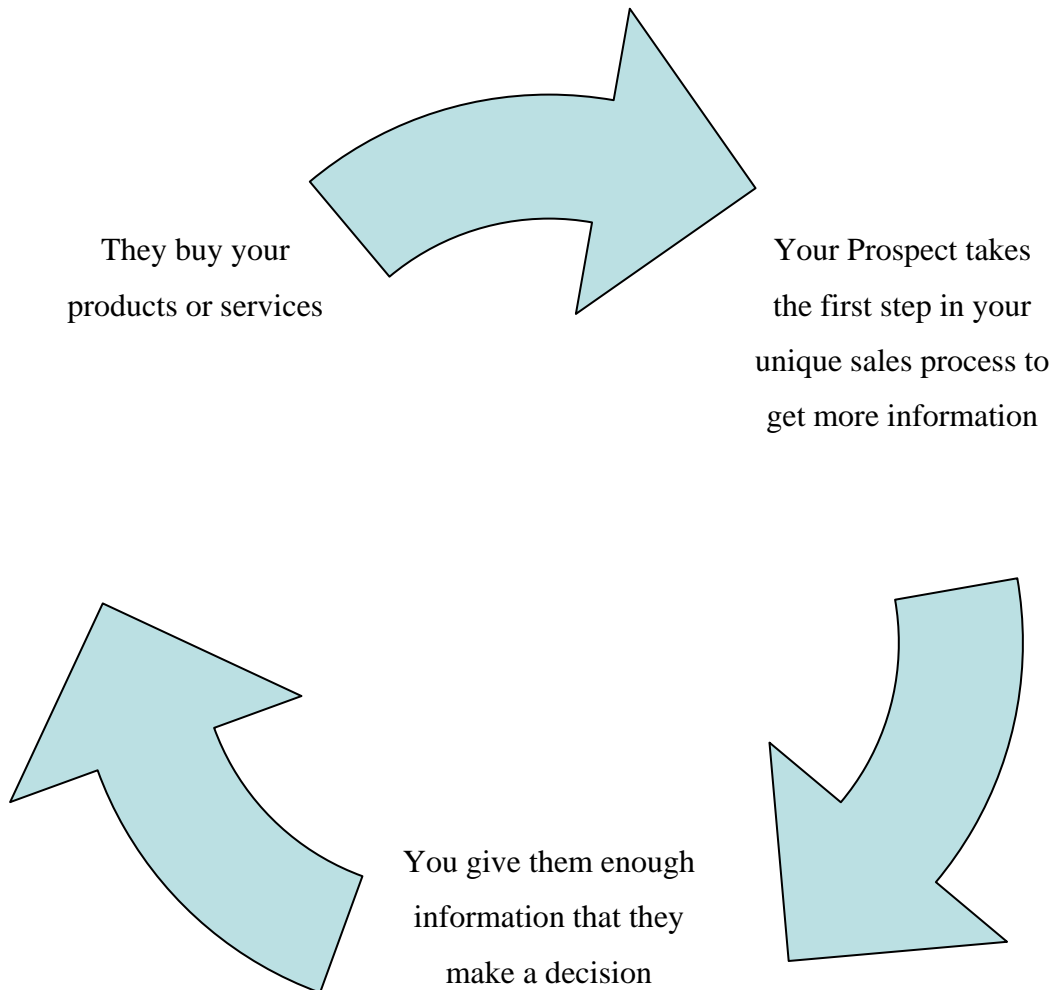 They buy your
products or services
Your Prospect takes
the first step in your
unique sales process to
get more information
You give them enough
information that they
make a decision